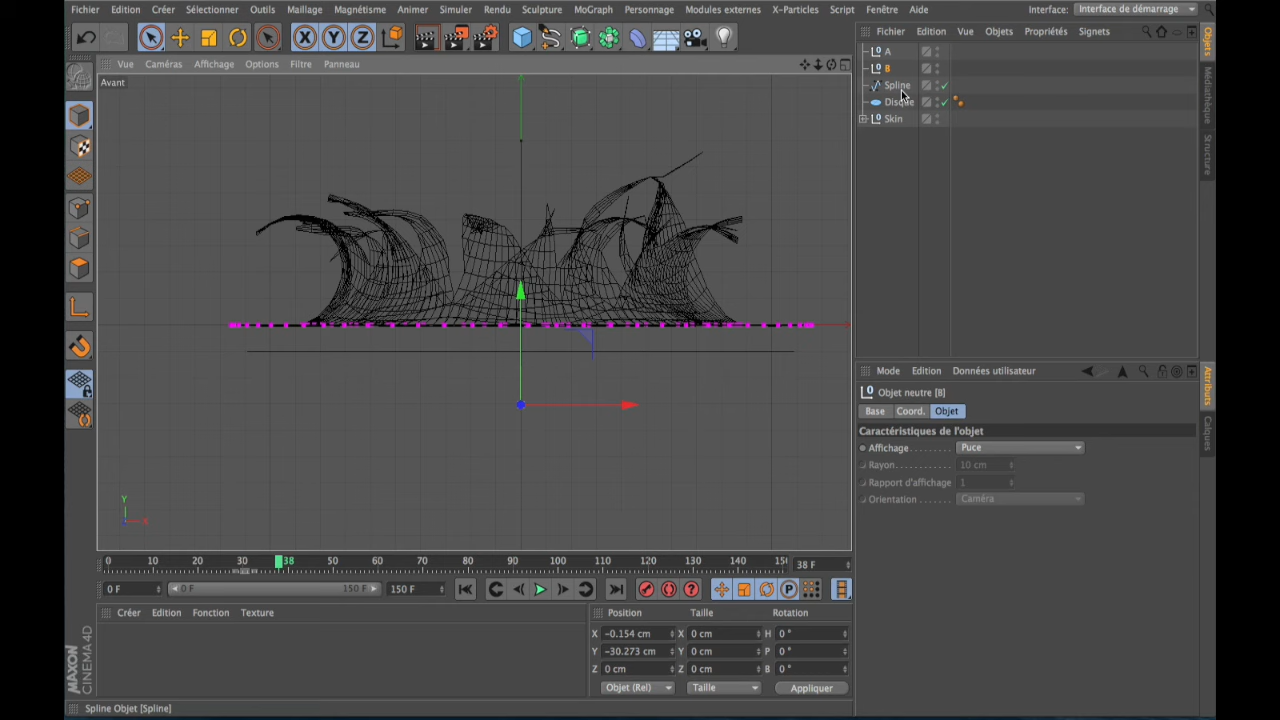 Fichier Edition Créer Sélectionner Outils Maillage Magnétisme Animer Simuler Rendu Sculpture MoGraph Personnage Modules externes X-Particles Script Fenêtre Aide Interface: Interface de démarrage
X Y Z
Fichier Edition Vue Objets Propriétés Signets
Vue Caméras Affichage Options Filtre Panneau
Avant
A
B
Spline
Disque
Skin
Objets
Médiathèque
Structure
Mode Edition Données utilisateur
Objet neutre [B]
Base Coord. Objet
Caractéristiques de l'objet
Affichage Puce
Rayon 10 cm
Rapport d'affichage 1
Orientation Caméra
Attributs
Calques
Y
X
0 10 20 30 38 50 60 70 80 90 100 110 120 130 140 15 38 F
0 F 0 F 150 F 150 F
P
Créer Edition Fonction Texture
Position Taille Rotation
X -0.154 cm X 0 cm H 0 °
Y -30.273 cm Y 0 cm P 0 °
Z 0 cm Z 0 cm B 0 °
Objet (Rel) Taille Appliquer
MAXON CINEMA 4D
Spline Objet [Spline]